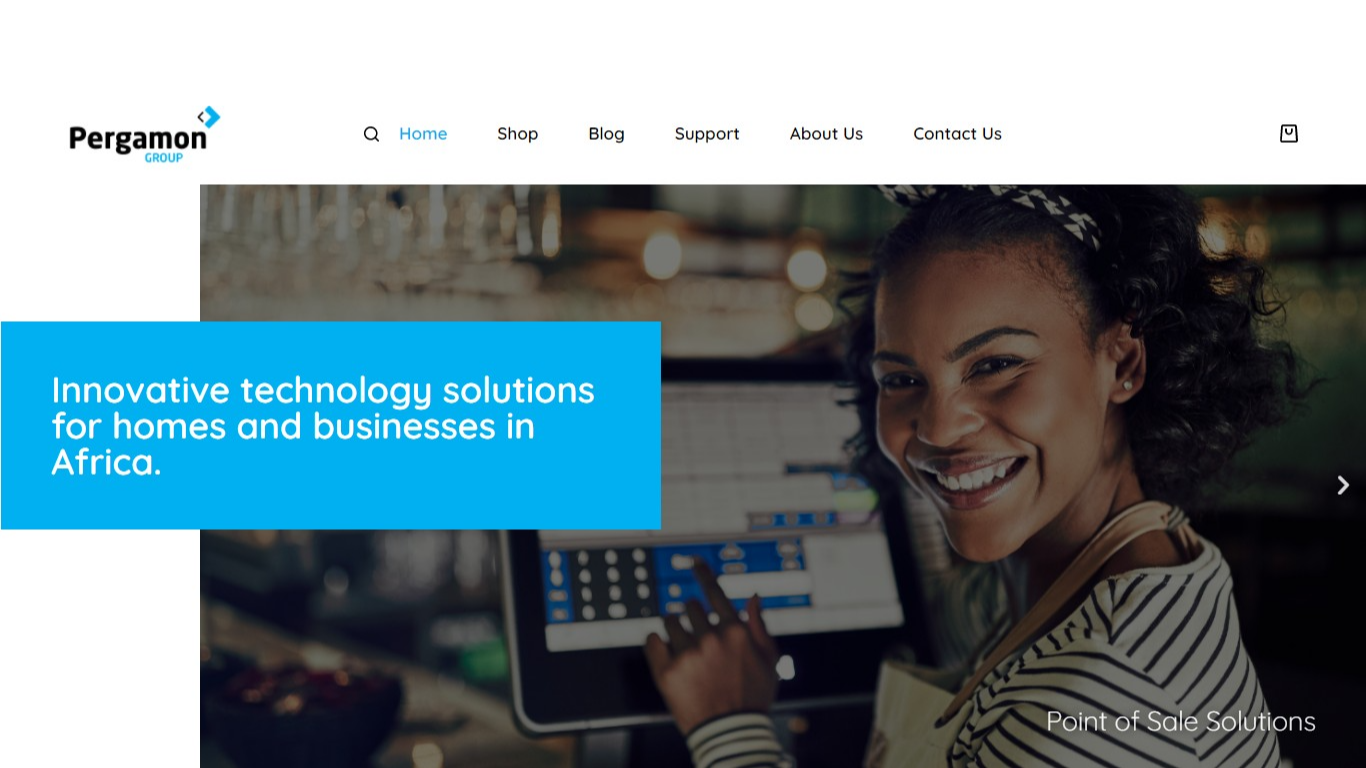 Pergamon
GROUP
Home
Shop
Blog
Support
About Us
Contact Us
Innovative technology solutions
for homes and businesses in
Africa.
Point of Sale Solutions